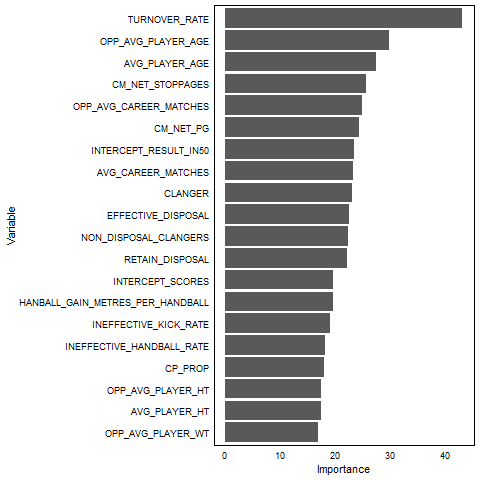 TURNOVER_RATE
OPP_AVG_PLAYER_AGE
AVG_PLAYER_AGE
CM_NET_STOPPAGES
OPP_AVG_CAREER_MATCHES
CM_NET_PG
INTERCEPT_RESULT_IN50
AVG_CAREER_MATCHES
CLANGER
EFFECTIVE_DISPOSAL
NON_DISPOSAL_CLANGERS
RETAIN_DISPOSAL
INTERCEPT_SCORES
HANBALL_GAIN_METRES_PER_HANDBALL
INEFFECTIVE_KICK_RATE
INEFFECTIVE_HANDBALL_RATE
CP_PROP
OPP_AVG_PLAYER_HT
AVG_PLAYER_HT
OPP_AVG_PLAYER_WT
Variable
0 10 20 30 40
Importance